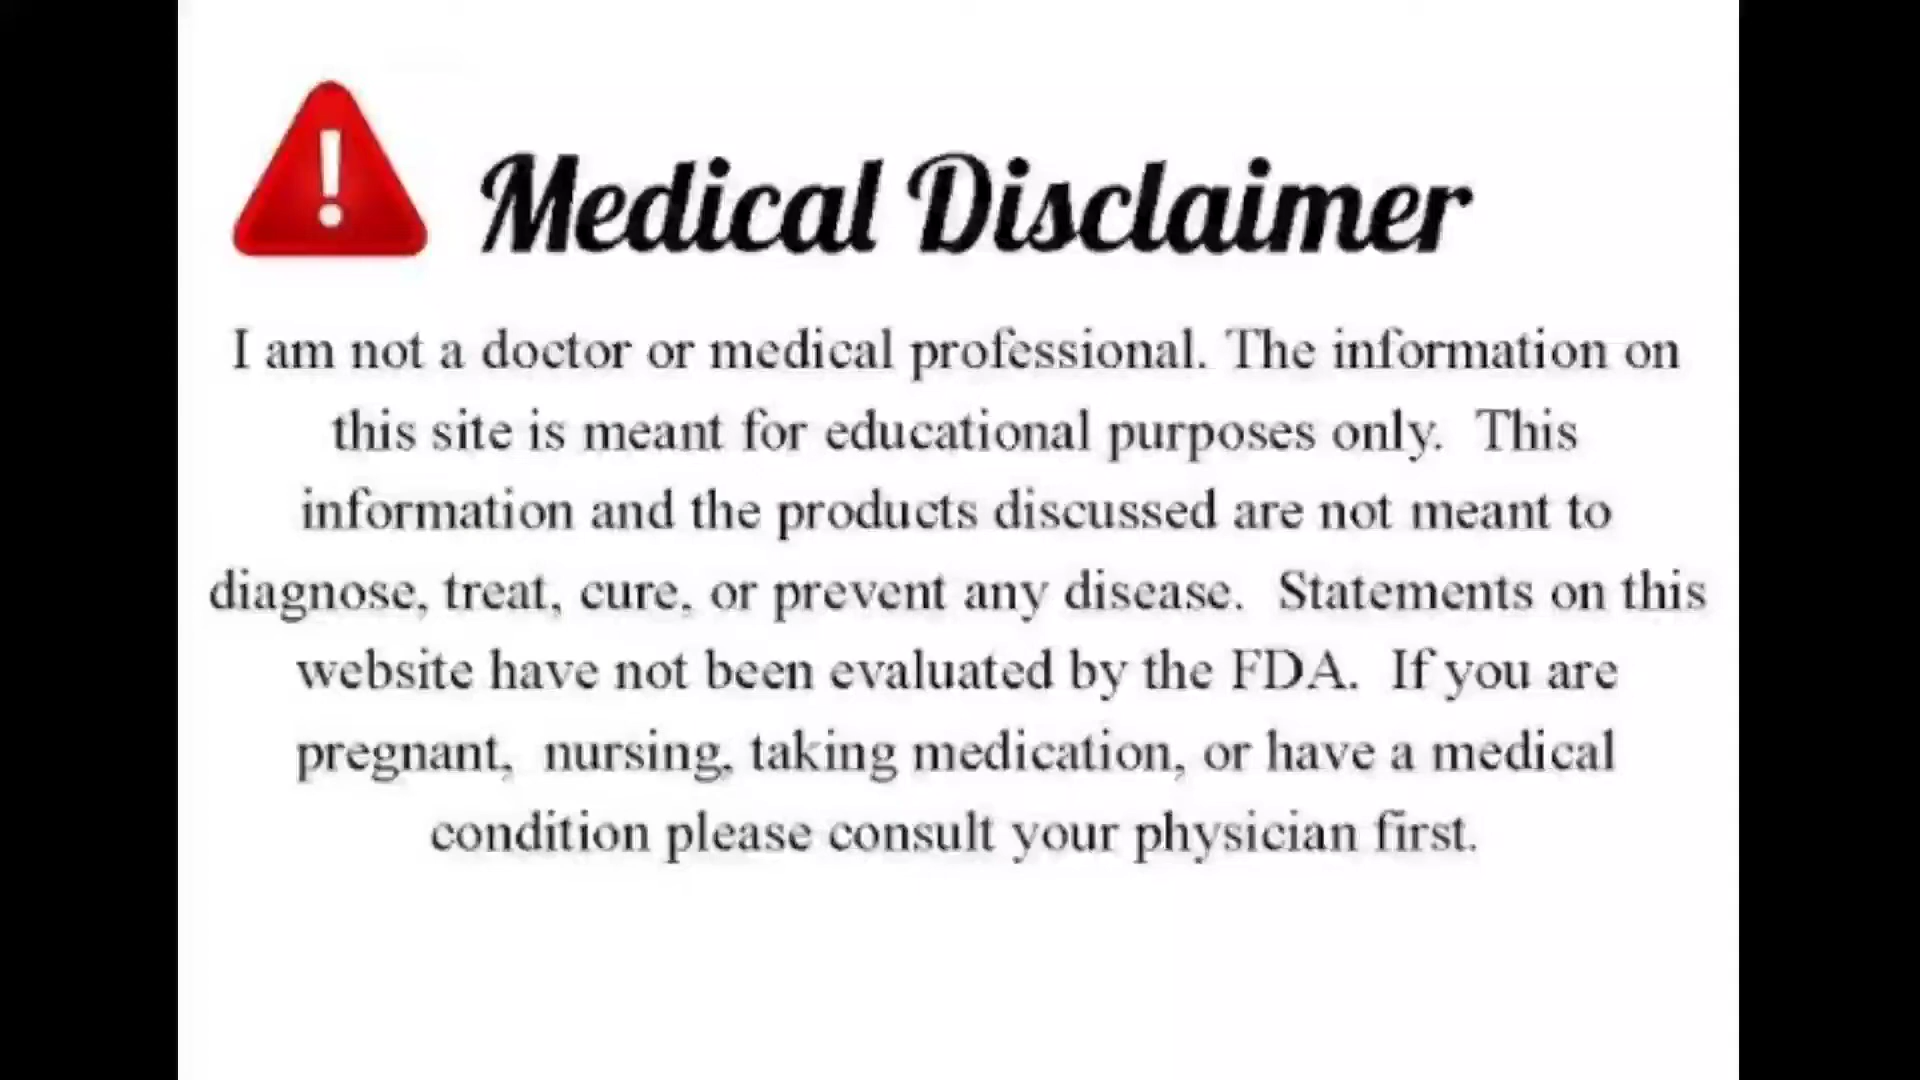 Medical Disclaimer
I am not a doctor or medical professional. The information on
this site is meant for educational purposes only. This
information and the products discussed are not meant to
diagnose, treat, cure, or prevent any disease. Statements on this
website have not been evaluated by the FDA. If you are
pregnant, nursing, taking medication, or have a medical
condition please consult your physician first.